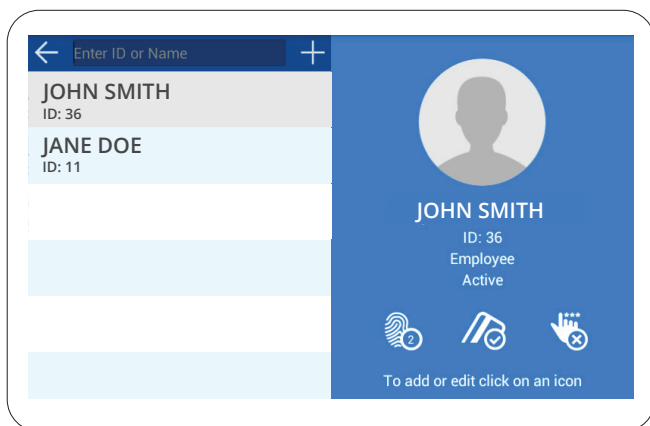 Enter ID or Name
JOHN SMITH
ID: 36
JANE DOE
ID: 11
JOHN SMITH
ID: 36
Employee
Active
2
***
To add or edit click on an icon